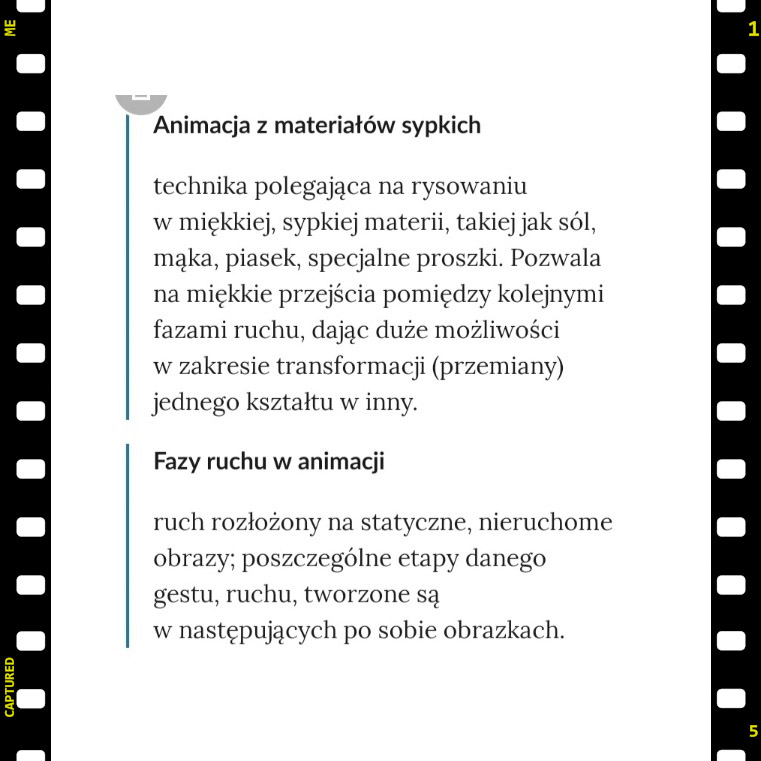 ME
1
Animacja z materiałów sypkich
technika polegająca na rysowaniu
w miękkiej, sypkiej materii, takiej jak sól,
mąka, piasek, specjalne proszki. Pozwala
na miękkie przejścia pomiędzy kolejnymi
fazami ruchu, dając duże możliwości
w zakresie transformacji (przemiany)
jednego kształtu w inny.
Fazy ruchu w animacji
ruch rozłożony na statyczne, nieruchome
obrazy; poszczególne etapy danego
gestu, ruchu, tworzone są
w następujących po sobie obrazkach.
CAPTURED
5